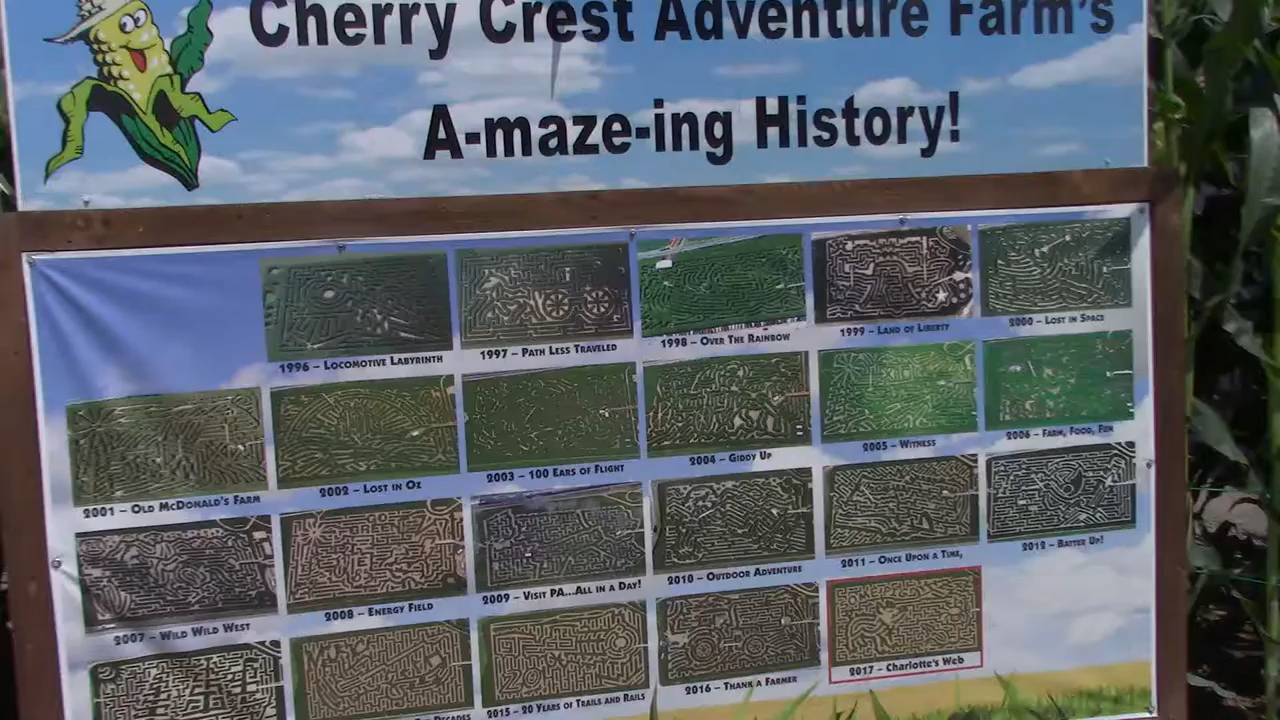 Cherry Crest Adventure Farm's
A-maze-ing History!
1996 – Locomotive Labyrinth
1997 – Path Less Traveled
1998 – Over the Rainbow
1999 – Land of Liberty
2000 – Lost in Space
2001 – Old McDonald's Farm
2002 – Lost in Oz
2003 – 100 Ears of Flight
2004 – Giddy Up
2005 – Witness
2006 – Farm, Food, Fun
2007 – Wild Wild West
2008 – Energy Field
2009 – Visit PA...All in a Day!
2010 – Outdoor Adventure
2011 – Once Upon a Time,
2012 – Batter Up!
Decades
2015 – 20 Years of Trails and Rails
2016 – Thank a Farmer
2017 – Charlotte's Web